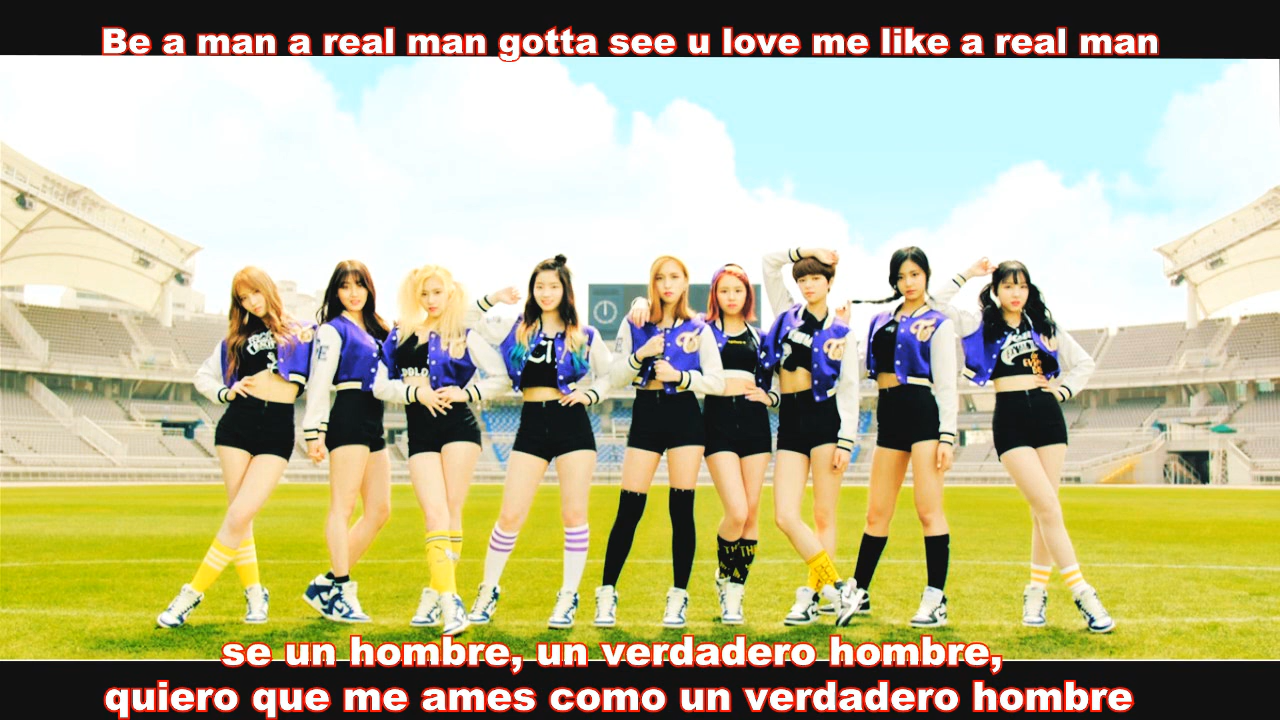 Be a man a real man gotta see u love me like a real man
se un hombre, un verdadero hombre,
quiero que me ames como un verdadero hombre